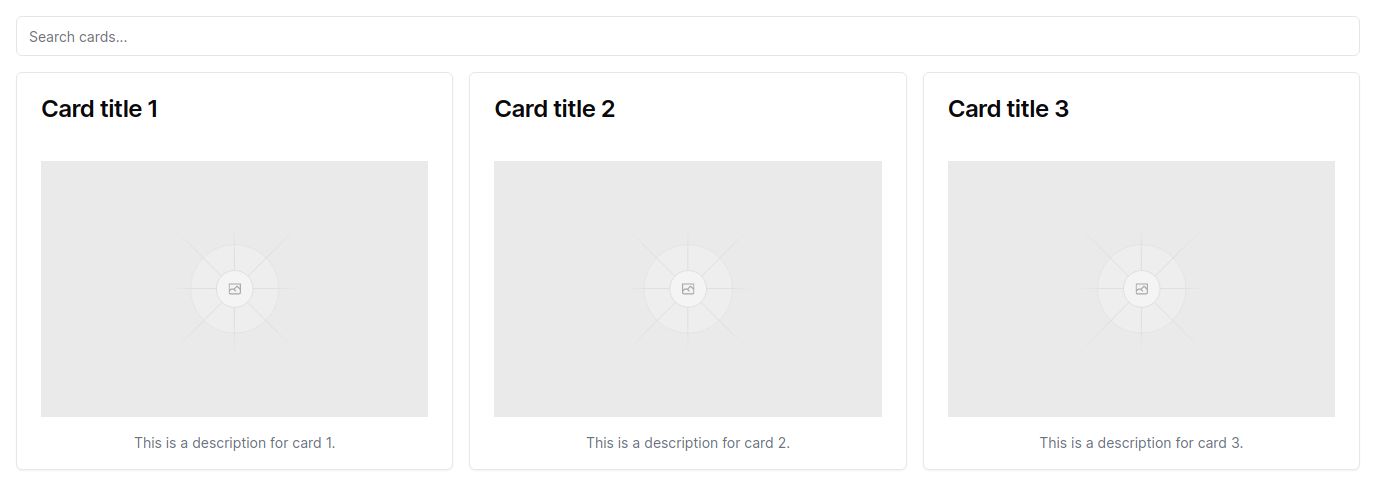 Search cards...
Card title 1
Card title 2
Card title 3
This is a description for card 1.
This is a description for card 2.
This is a description for card 3.